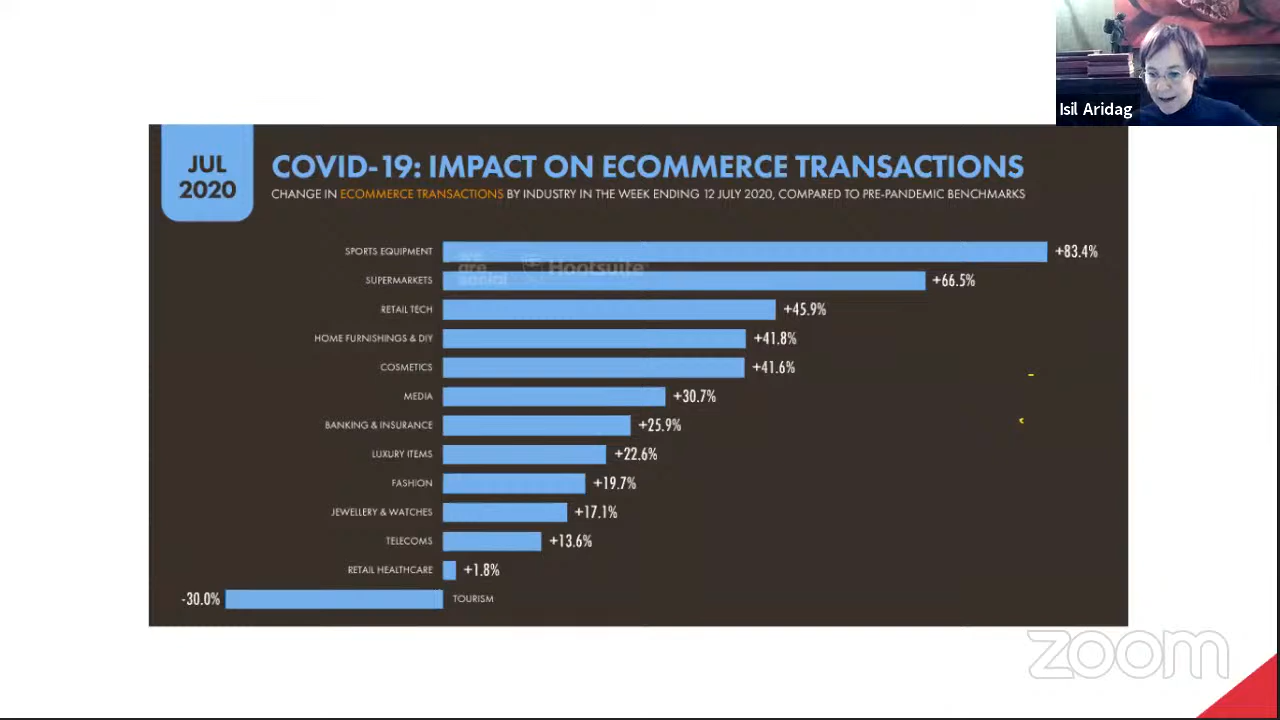 Isil Aridag
JUL
2020
COVID-19: IMPACT ON ECOMMERCE TRANSACTIONS
CHANGE IN ECOMMERCE TRANSACTIONS BY INDUSTRY IN THE WEEK ENDING 12 JULY 2020, COMPARED TO PRE-PANDEMIC BENCHMARKS
SPORTS EQUIPMENT +83.4%
we are social Hootsuite
SUPERMARKETS +66.5%
RETAIL TECH +45.9%
HOME FURNISHINGS & DIY +41.8%
COSMETICS +41.6%
MEDIA +30.7%
BANKING & INSURANCE +25.9%
LUXURY ITEMS +22.6%
FASHION +19.7%
JEWELLERY & WATCHES +17.1%
TELECOMS +13.6%
RETAIL HEALTHCARE +1.8%
-30.0% TOURISM
zoom